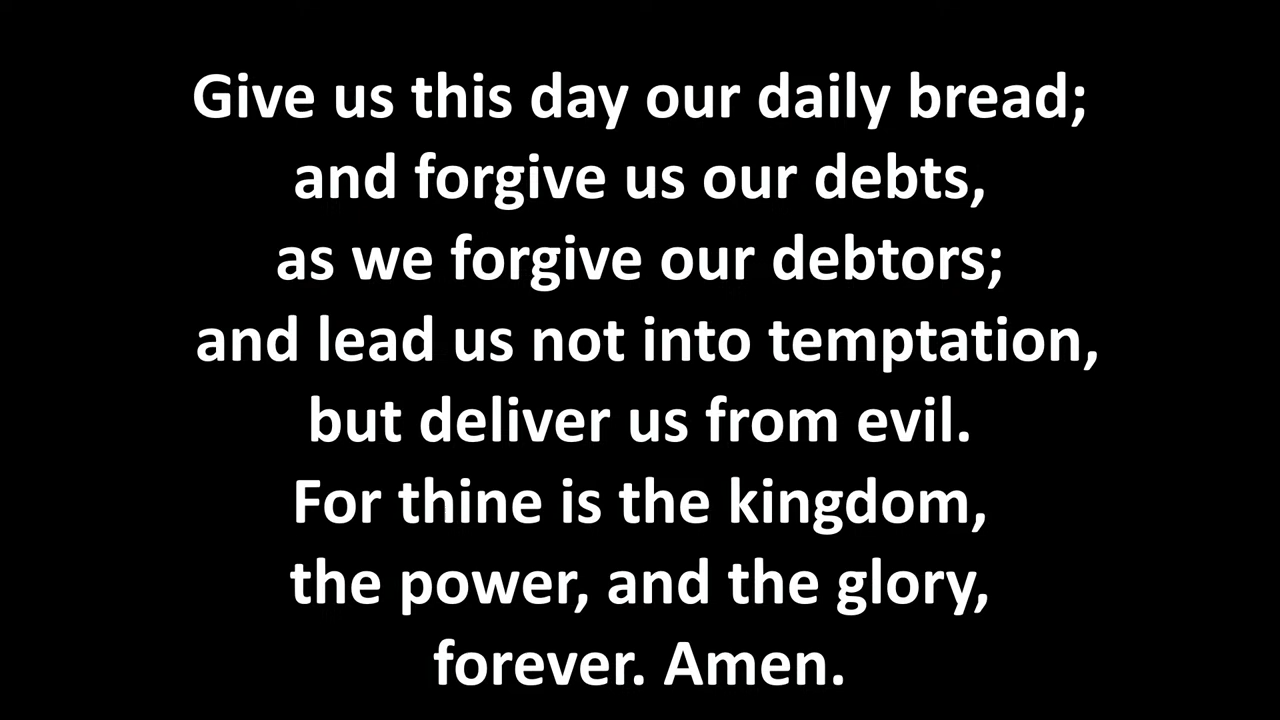 Give us this day our daily bread;
and forgive us our debts,
as we forgive our debtors;
and lead us not into temptation,
but deliver us from evil.
For thine is the kingdom,
the power, and the glory,
forever. Amen.